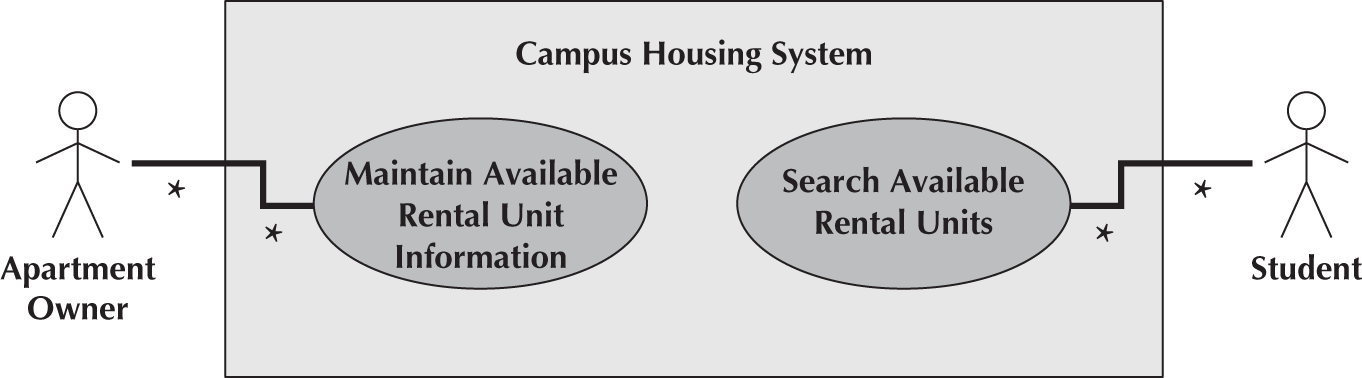 Campus Housing System
Apartment
Owner
*
*
Maintain Available
Rental Unit
Information
Search Available
Rental Units
*
*
Student